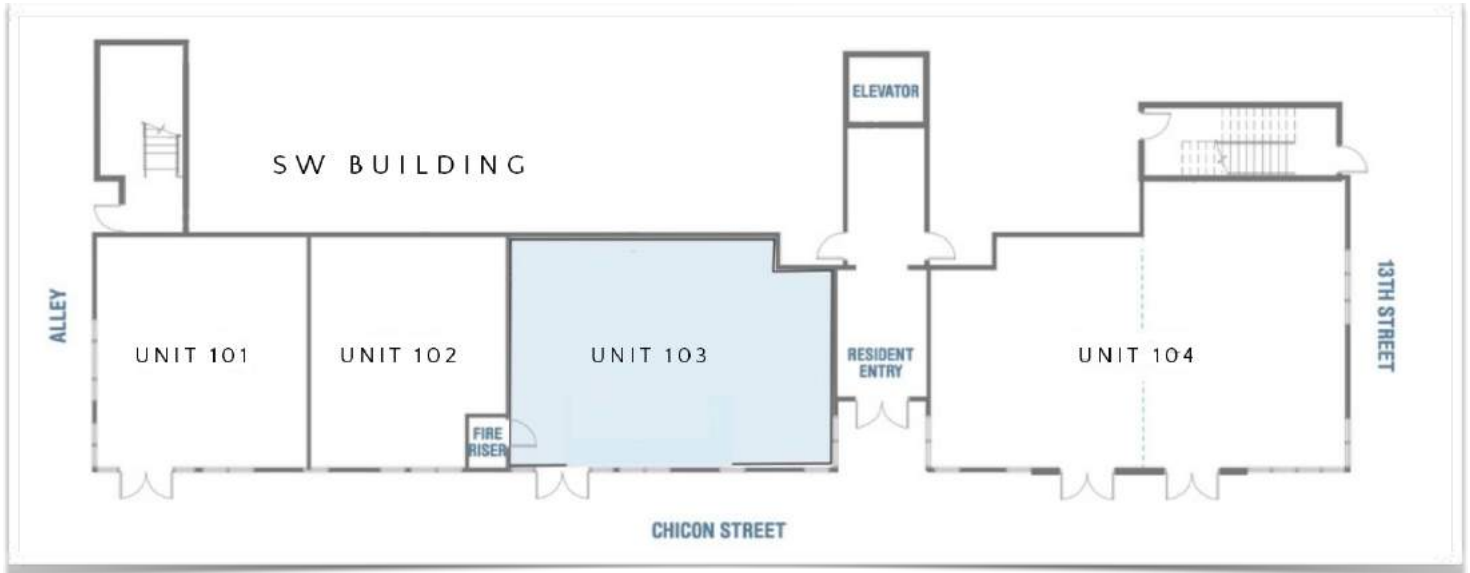 ELEVATOR
SW BUILDING
ALLEY
UNIT 101
UNIT 102
UNIT 103
RESIDENT
ENTRY
UNIT 104
13TH STREET
FIRE
RISER
CHICON STREET